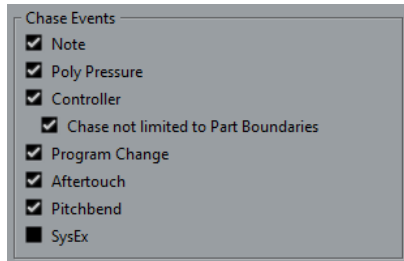 Chase Events
Note
Poly Pressure
Controller
Chase not limited to Part Boundaries
Program Change
Aftertouch
Pitchbend
SysEx